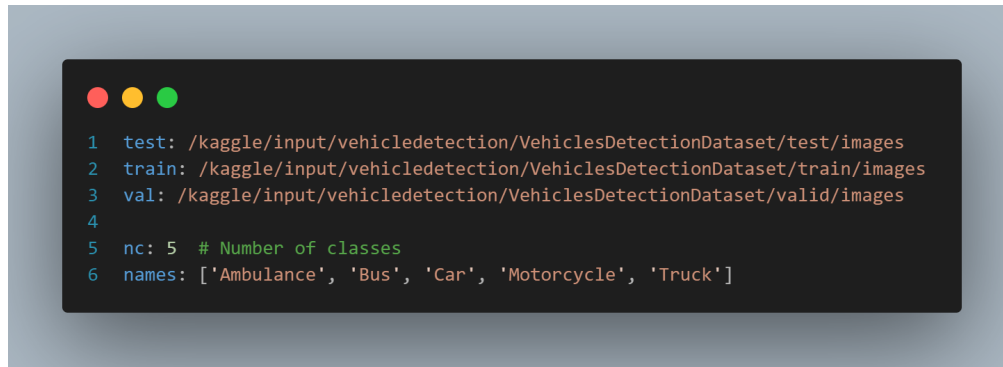 1 test: /kaggle/input/vehicledetection/VehiclesDetectionDataset/test/images
2 train: /kaggle/input/vehicledetection/VehiclesDetectionDataset/train/images
3 val: /kaggle/input/vehicledetection/VehiclesDetectionDataset/valid/images
4
5 nc: 5  # Number of classes
6 names: ['Ambulance', 'Bus', 'Car', 'Motorcycle', 'Truck']